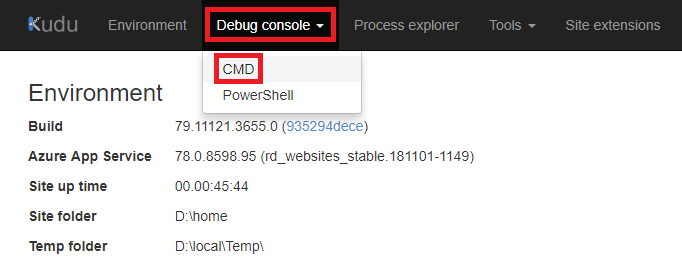 Kudu Environment Debug console Process explorer Tools Site extensions
CMD
PowerShell
Environment
Build 79.11121.3655.0 (935294dece)
Azure App Service 78.0.8598.95 (rd_websites_stable.181101-1149)
Site up time 00.00:45:44
Site folder D:\home
Temp folder D:\local\Temp\